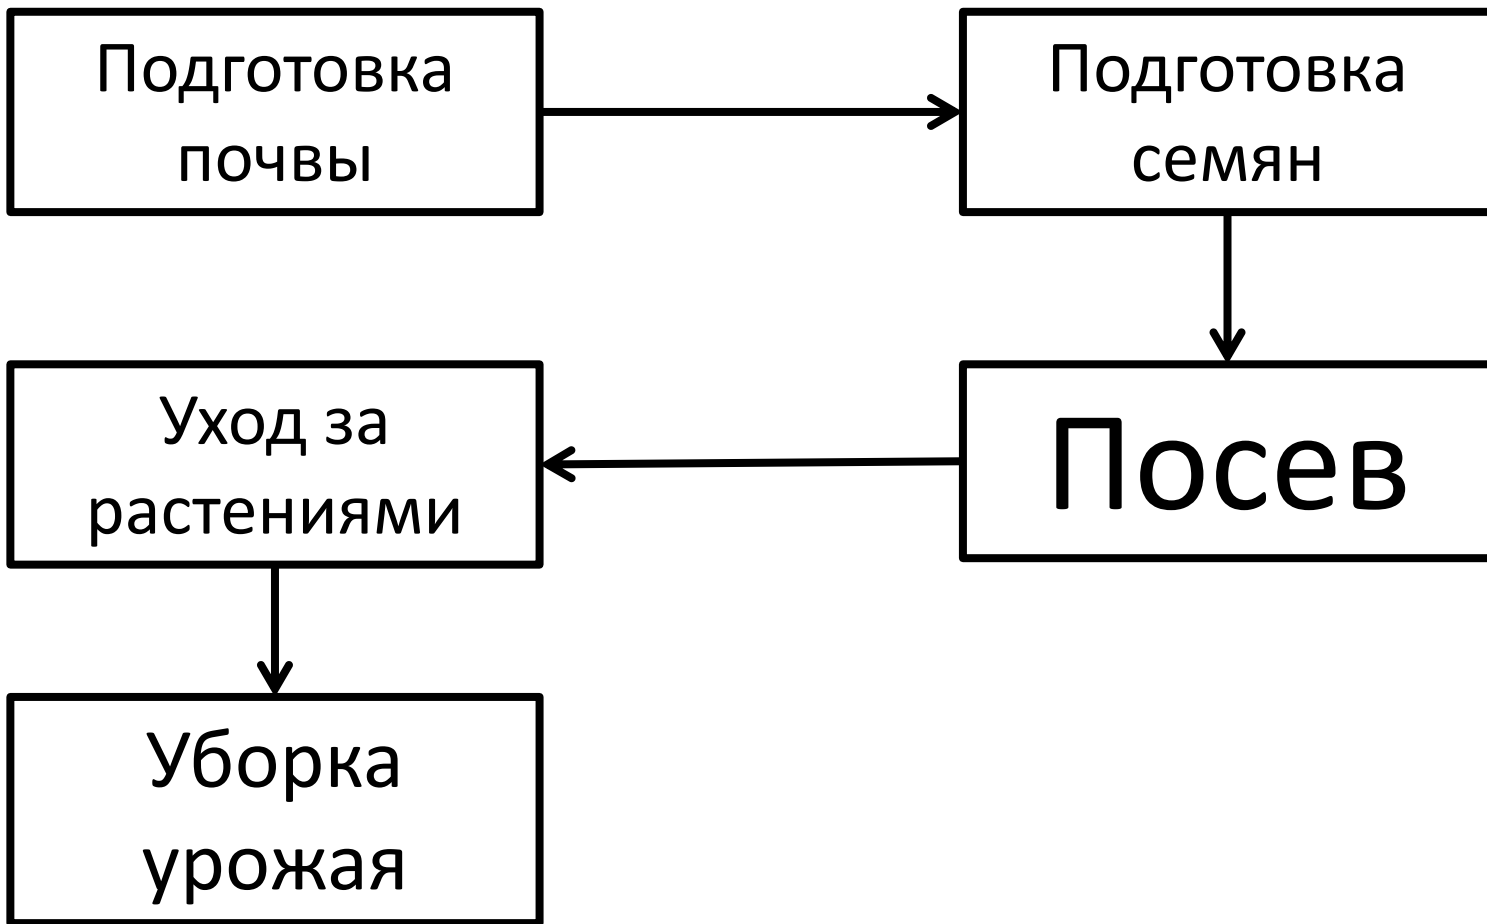 Подготовка
почвы
Подготовка
семян
Посев
Уход за
растениями
Уборка
урожая